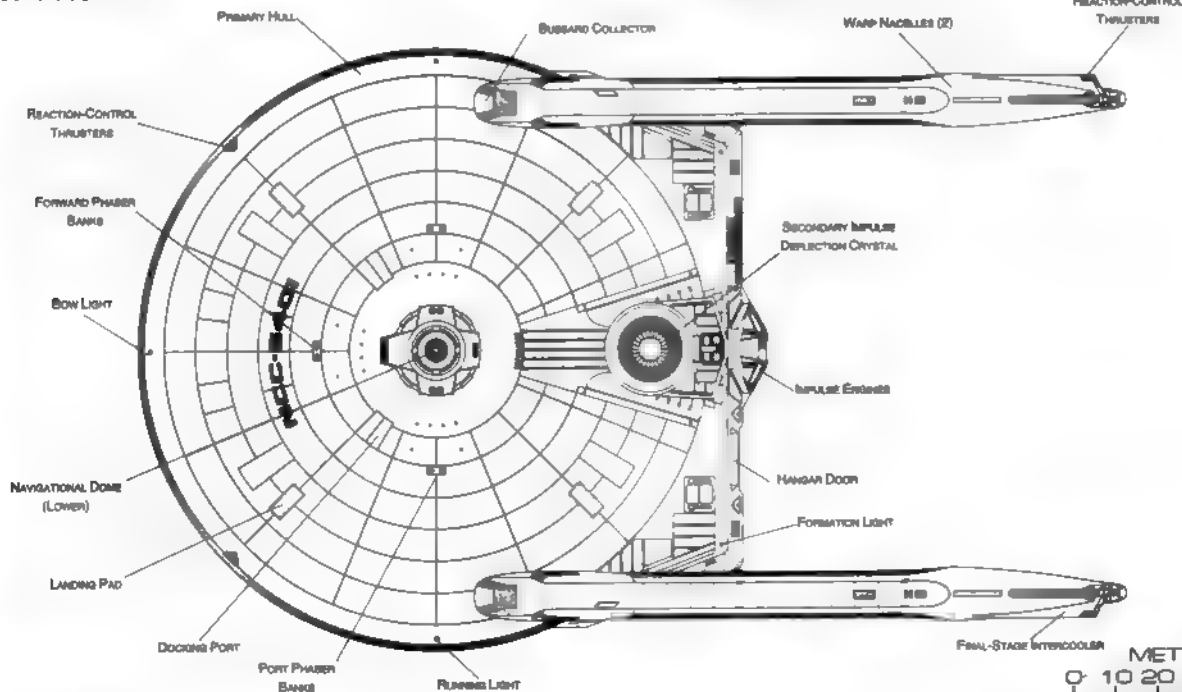 PRIMARY HULL
BUSSARD COLLECTOR
WARP NACELLES (2)
REACTION-CONTROL
THRUSTERS
REACTION-CONTROL
THRUSTERS
FORWARD PHASER
BANKS
SECONDARY IMPULSE
DEFLECTION CRYSTAL
BOW LIGHT
IMPULSE ENGINES
NAVIGATIONAL DOME
(LOWER)
HANGAR DOOR
FORMATION LIGHT
LANDING PAD
DOCKING PORT
PORT PHASER
BANKS
RUNNING LIGHT
FINAL-STAGE INTERCOOLER
MET
0 10 20